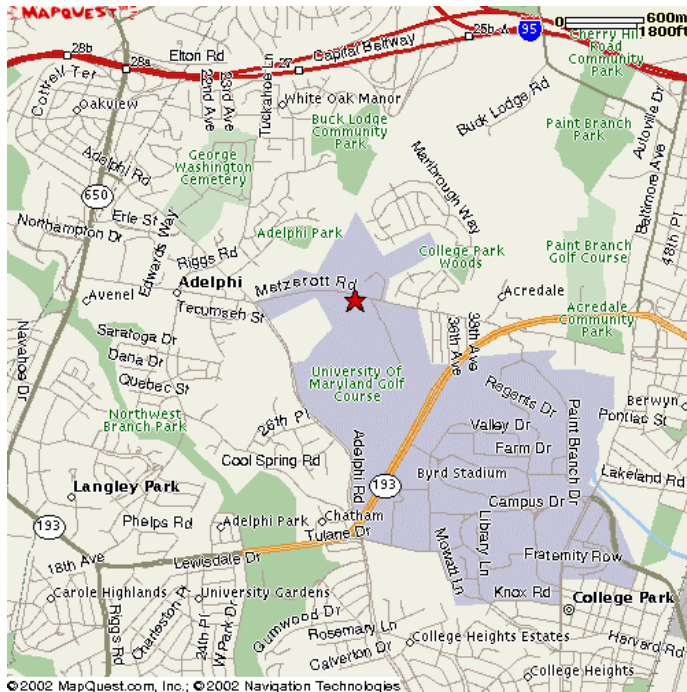 MAPQUEST
0 600m
1800ft
28b
28a
Elton Rd
27
Capital Beltway
25b-A
95
Cherry Hill
Road
Community
Park
Cottrell Ter
22nd Ave
23rd Ave
Tuckahoe Ln
White Oak Manor
Oakview
Buck Lodge
Community
Park
Buck Lodge Rd
Paint Branch
Park
Autoville Dr
Baltimore Ave
48th Pl
Adelphi Rd
George
Washington
Cemetery
Marlbrough Way
650
Northampton Dr
Erle St
Edwards Way
Riggs Rd
Adelphi Park
College Park
Woods
Paint Branch
Golf Course
Adelphi
Metzerott Rd
Acredale
Avenel
Tecumseh St
Acredale
Community
Park
Navahoe Dr
Saratoga Dr
Dana Dr
Quebec St
36th Ave
38th Ave
University Of
Maryland Golf
Course
Regents Dr
Berwyn
Pontiac St
Northwest
Branch Park
26th Pl
Valley Dr
Farm Dr
Paint Branch Dr
Cool Spring Rd
Adelphi Rd
Byrd Stadium
Lakeland Rd
Langley Park
193
Campus Dr
193
Phelps Rd
Adelphi Park
Chatham
Tulane Dr
Library Ln
Mowatt Ln
Fraternity Row
18th Ave
Lewisdale Dr
Knox Rd
College Park
Carole Highlands
University Gardens
Riggs Rd
Charleston Pl
24th Pl
W Park Dr
Gumwood Dr
Rosemary Ln
Calverton Dr
College Heights Estates
Harvard Rd
College Heights
©2002 MapQuest.com, Inc.; ©2002 Navigation Technologies